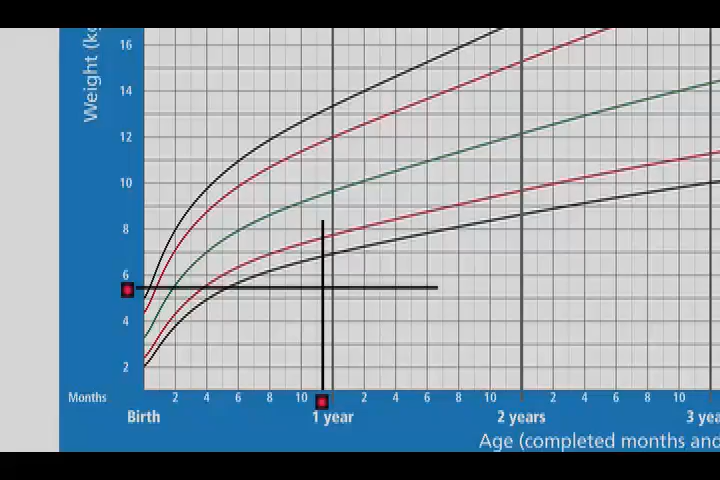 Weight (kg
16
14
12
10
8
6
4
2
Months 2 4 6 8 10 2 4 6 8 10 2 4 6 8 10
Birth 1 year 2 years 3 yea
Age (completed months and